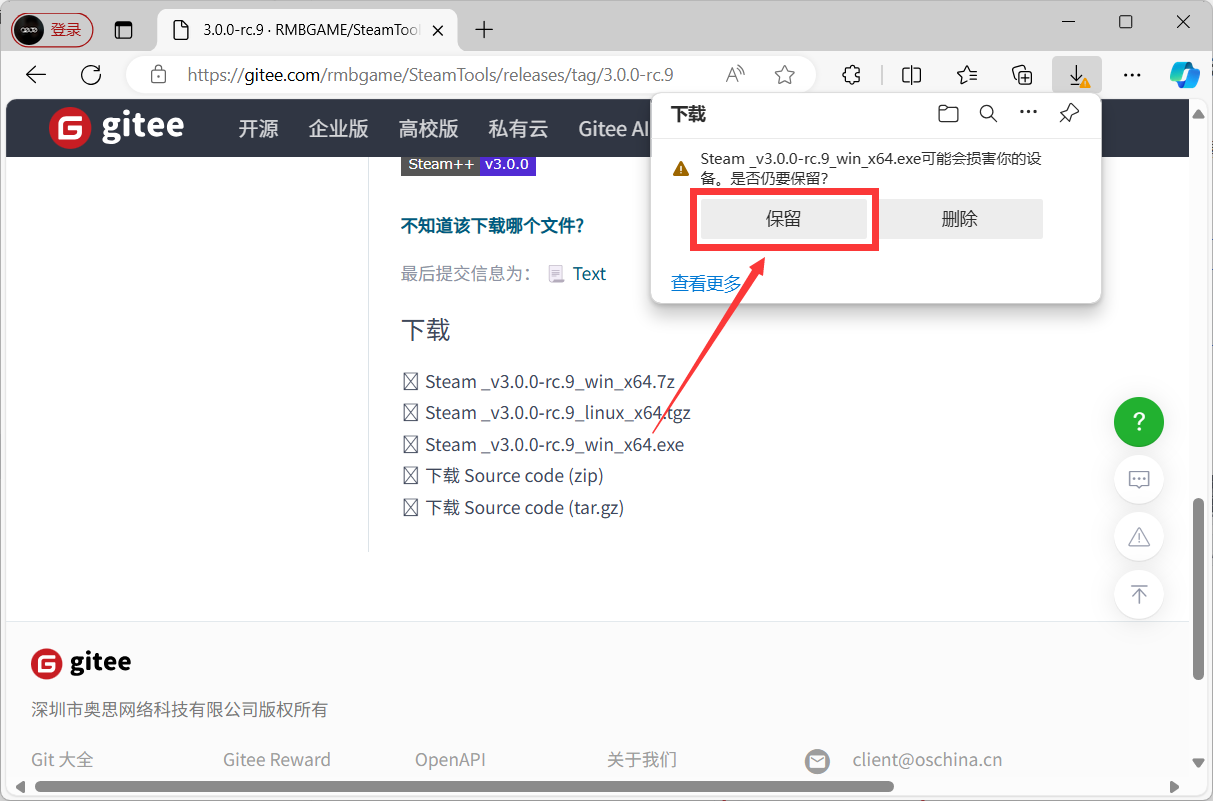 登录
3.0.0-rc.9 · RMBGAME/SteamTool
https://gitee.com/rmbgame/SteamTools/releases/tag/3.0.0-rc.9
gitee
开源
企业版
高校版
私有云
Gitee AI
下载
Steam _v3.0.0-rc.9_win_x64.exe可能会损害你的设
备。是否仍要保留?
保留
删除
查看更多
Steam++ v3.0.0
不知道该下载哪个文件?
最后提交信息为： Text
下载
Steam _v3.0.0-rc.9_win_x64.7z
Steam _v3.0.0-rc.9_linux_x64.tgz
Steam _v3.0.0-rc.9_win_x64.exe
下载 Source code (zip)
下载 Source code (tar.gz)
?
gitee
深圳市奥思网络科技有限公司版权所有
Git 大全
Gitee Reward
OpenAPI
关于我们
client@oschina.cn